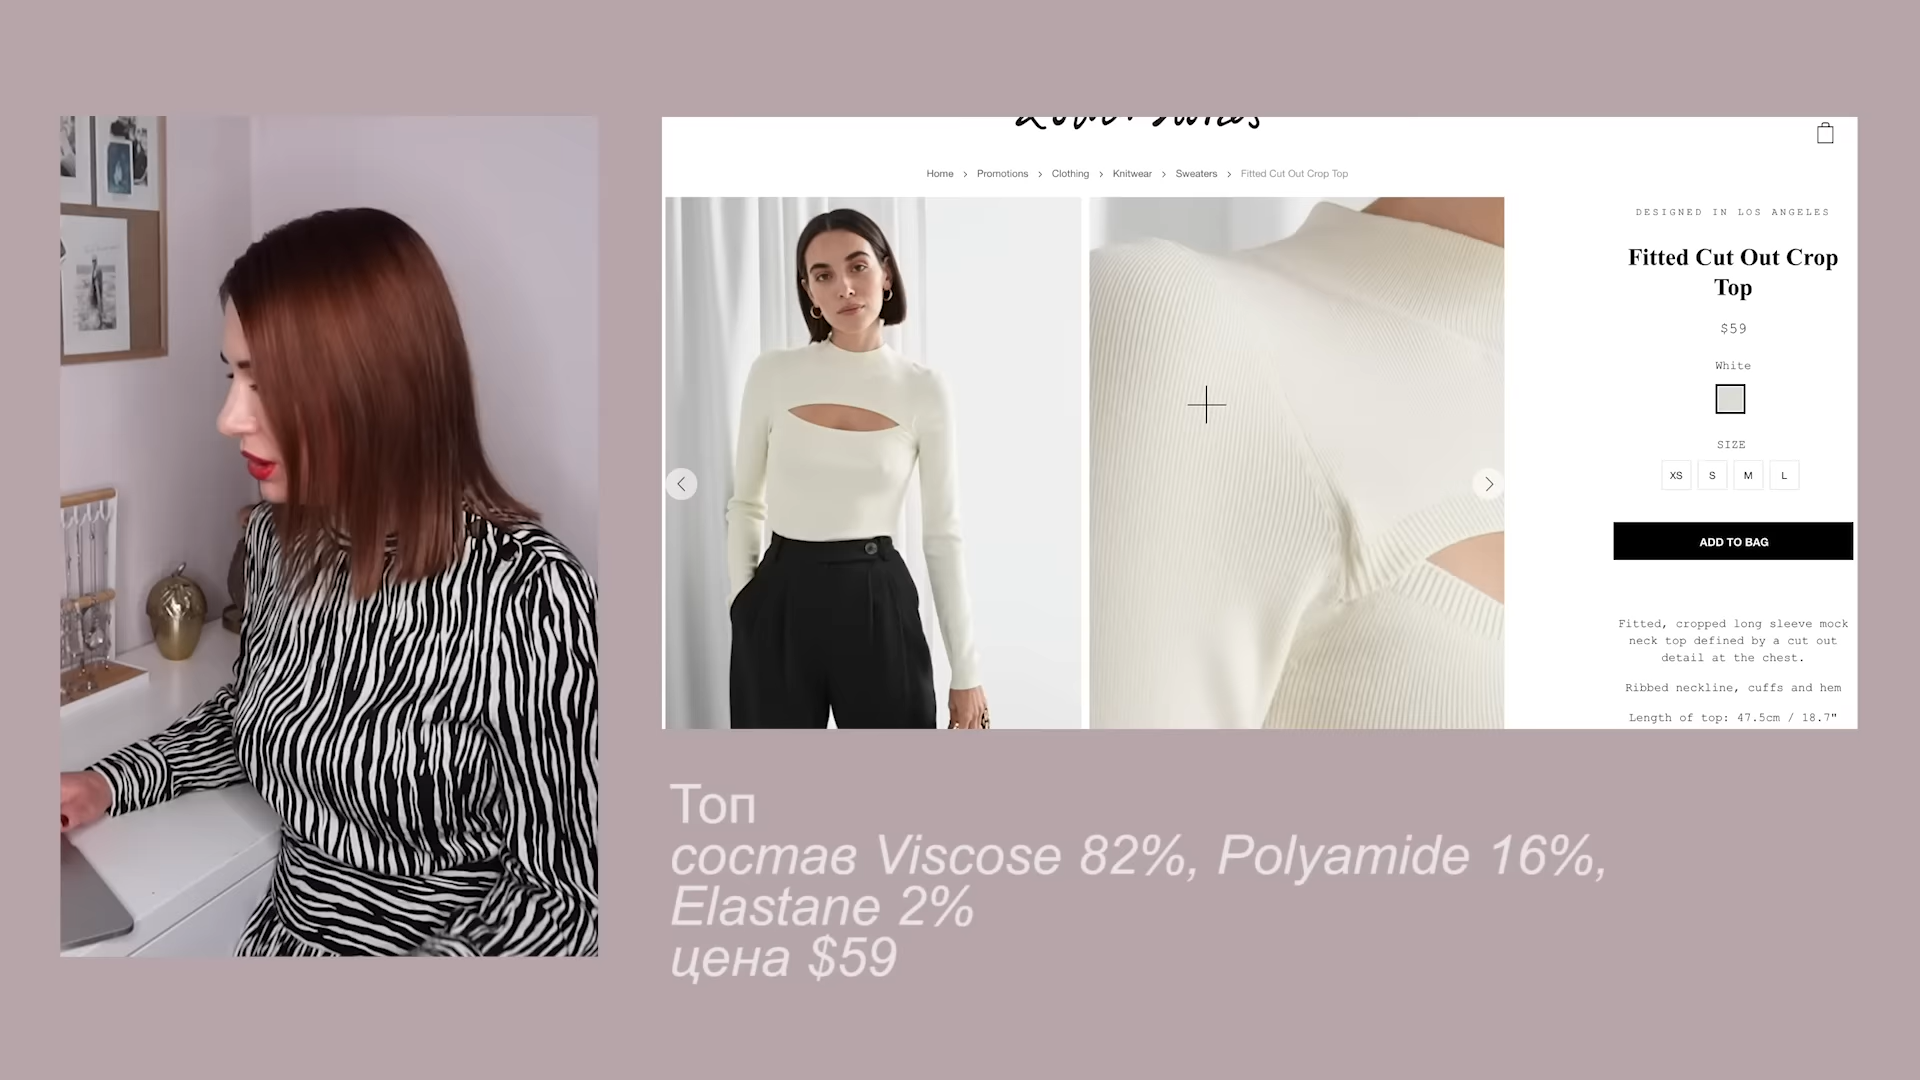 Home > Promotions > Clothing > Knitwear > Sweaters > Fitted Cut Out Crop Top
DESIGNED IN LOS ANGELES
Fitted Cut Out Crop
Top
$59
White
SIZE
XS S M L
ADD TO BAG
Fitted, cropped long sleeve mock
neck top defined by a cut out
detail at the chest.
Ribbed neckline, cuffs and hem
Length of top: 47.5cm / 18.7"
Топ
состав Viscose 82%, Polyamide 16%,
Elastane 2%
цена $59